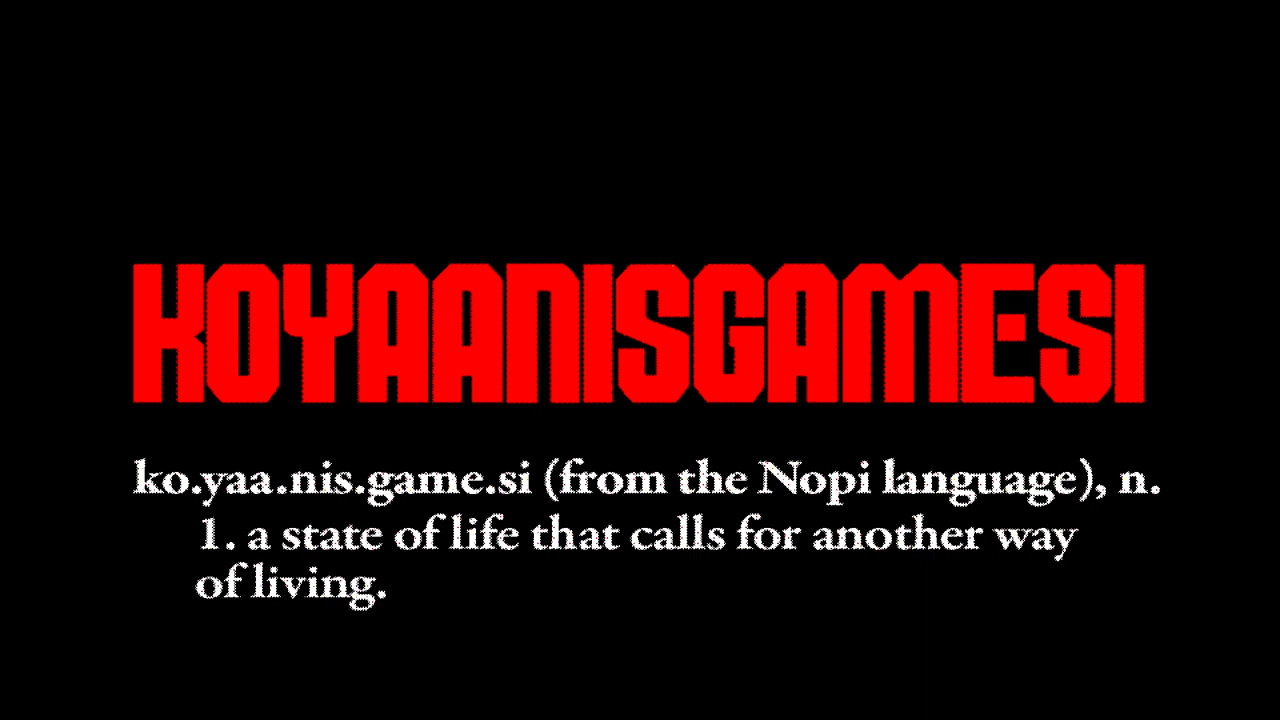 KOYAANISGAMESI
ko.yaa.nis.game.si (from the Nopi language), n.
1. a state of life that calls for another way
of living.